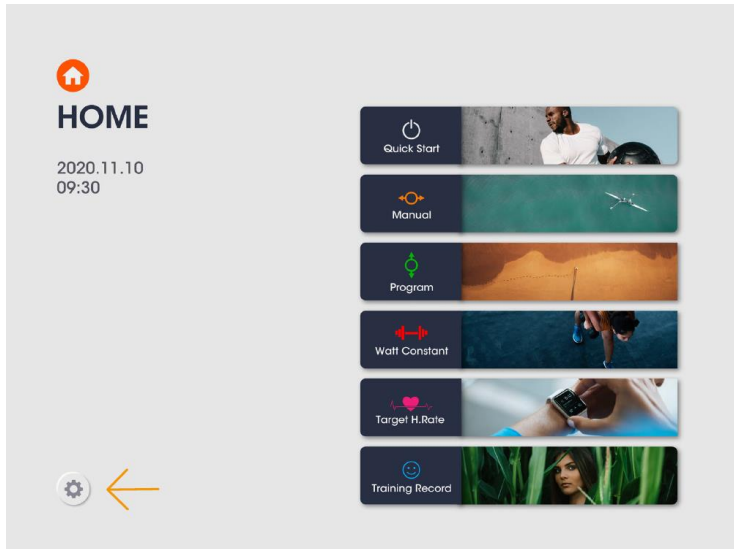 HOME
2020.11.10
09:30
Quick Start
Manual
Program
Watt Constant
Target H.Rate
Training Record